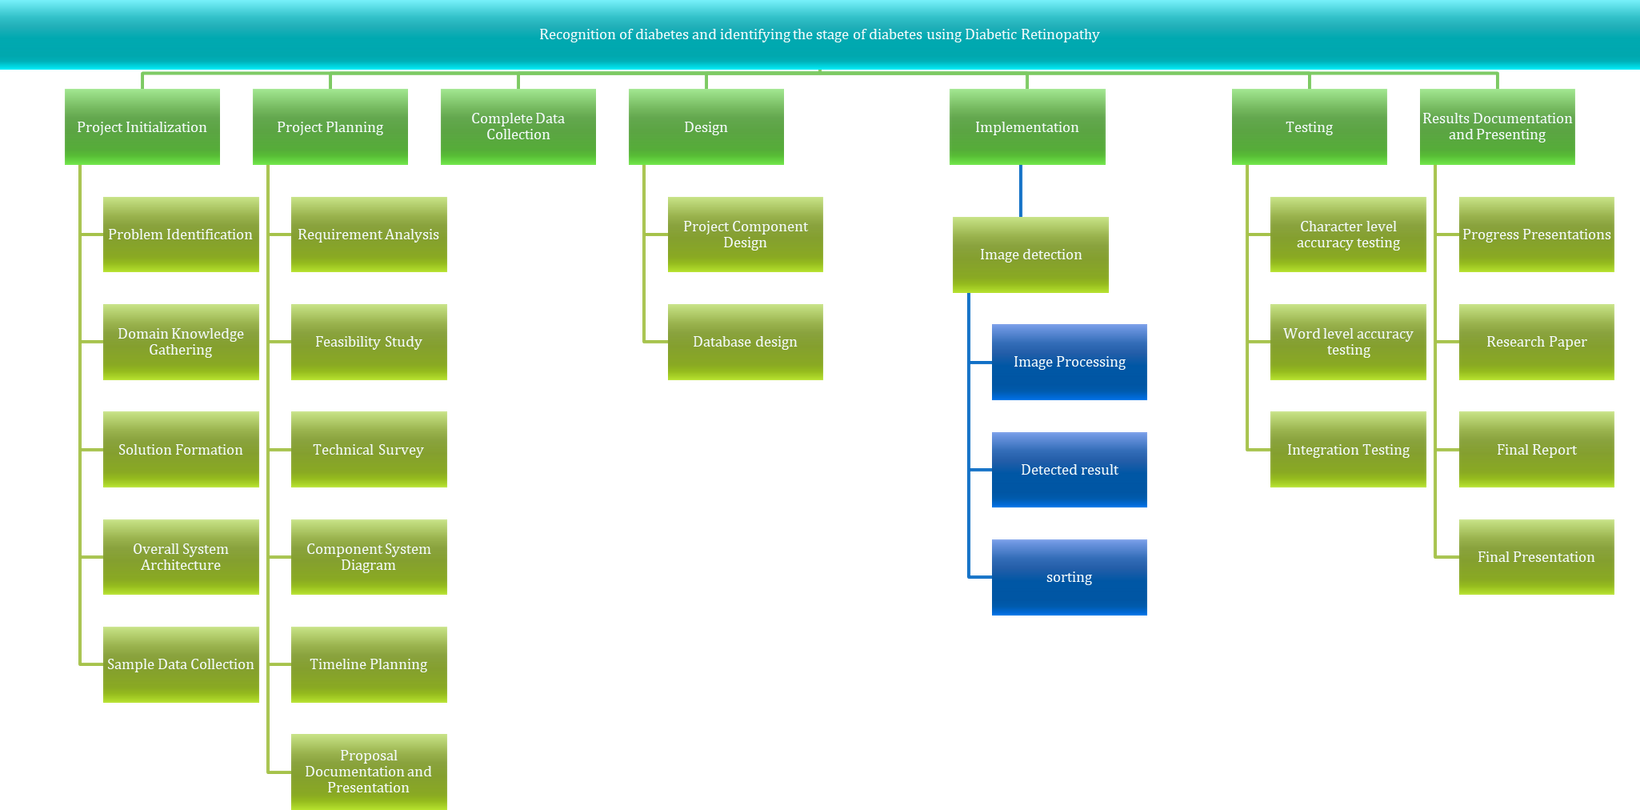 Recognition of diabetes and identifying the stage of diabetes using Diabetic Retinopathy
Project Initialization
Problem Identification
Domain Knowledge
Gathering
Solution Formation
Overall System
Architecture
Sample Data Collection
Project Planning
Requirement Analysis
Feasibility Study
Technical Survey
Component System
Diagram
Timeline Planning
Proposal
Documentation and
Presentation
Complete Data
Collection
Design
Project Component
Design
Database design
Implementation
Image detection
Image Processing
Detected result
sorting
Testing
Character level
accuracy testing
Word level accuracy
testing
Integration Testing
Results Documentation
and Presenting
Progress Presentations
Research Paper
Final Report
Final Presentation